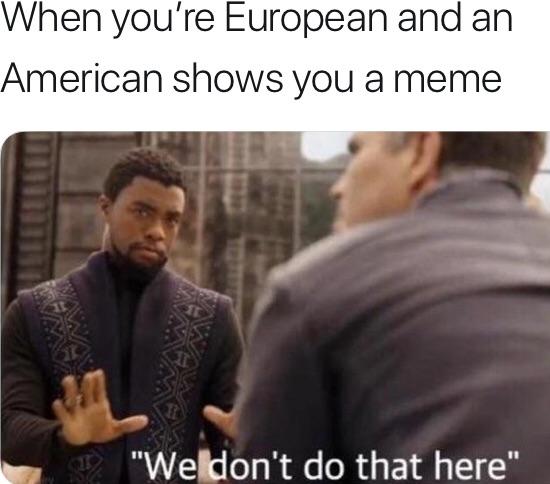 When you’re European and an
American shows you a meme
"We don't do that here"